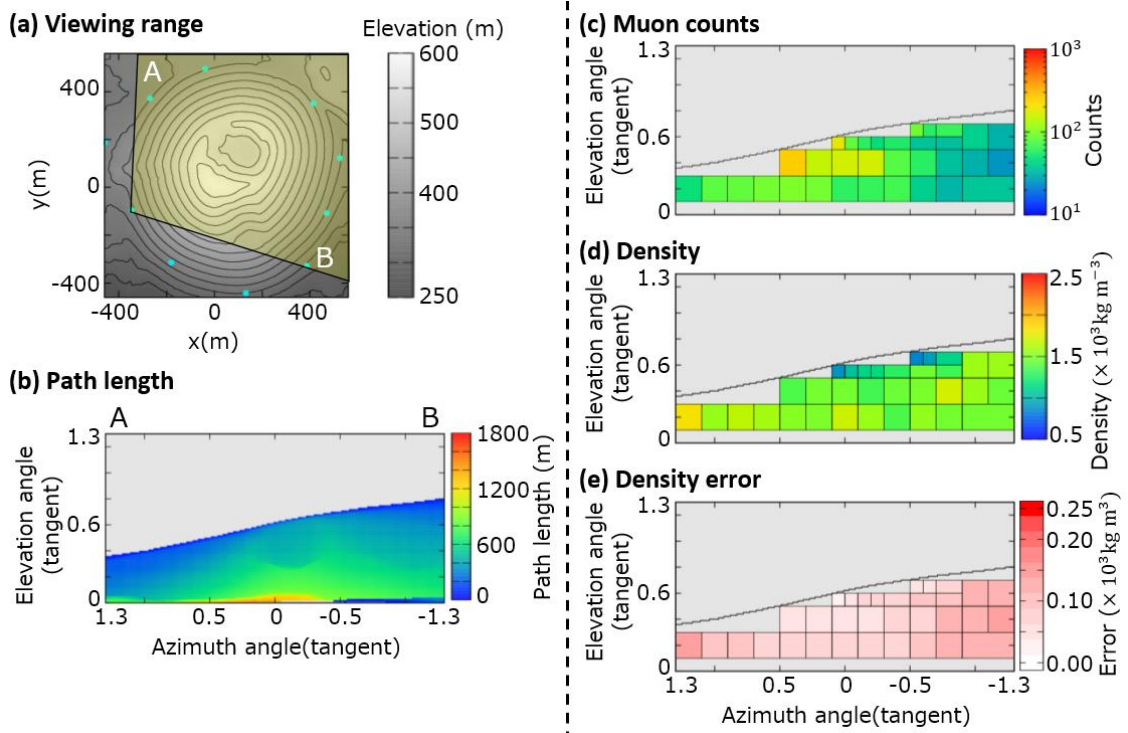 (a) Viewing range
Elevation (m)
A
B
400
0
-400
y(m)
-400 0 400
x(m)
600
500
400
250
(b) Path length
A B
1.3
0.6
0
Elevation angle
(tangent)
1.3 0.5 0 -0.5 -1.3
Azimuth angle(tangent)
1800
1200
600
0
Path length (m)
(c) Muon counts
1.3
0.6
0
Elevation angle
(tangent)
10³
10²
10¹
Counts
(d) Density
1.3
0.6
0
Elevation angle
(tangent)
2.5
1.5
0.5
Density (× 10³kg m⁻³)
(e) Density error
1.3
0.6
0
Elevation angle
(tangent)
1.3 0.5 0 -0.5 -1.3
Azimuth angle(tangent)
0.25
0.20
0.10
0.00
Error (× 10³kg m³)